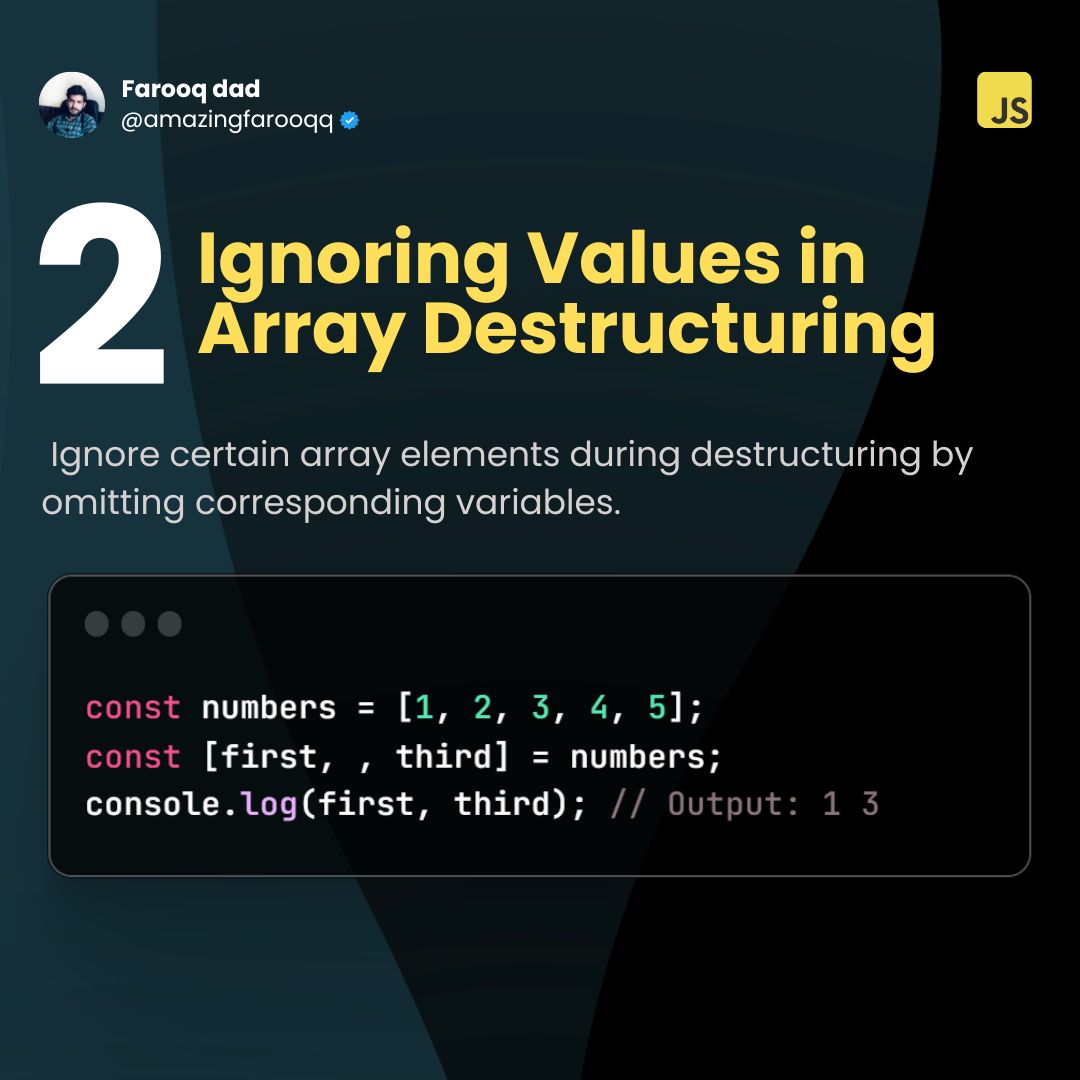 Farooq dad
@amazingfarooqq
JS
2
Ignoring Values in
Array Destructuring
Ignore certain array elements during destructuring by
omitting corresponding variables.
const numbers = [1, 2, 3, 4, 5];
const [first, , third] = numbers;
console.log(first, third); // Output: 1 3